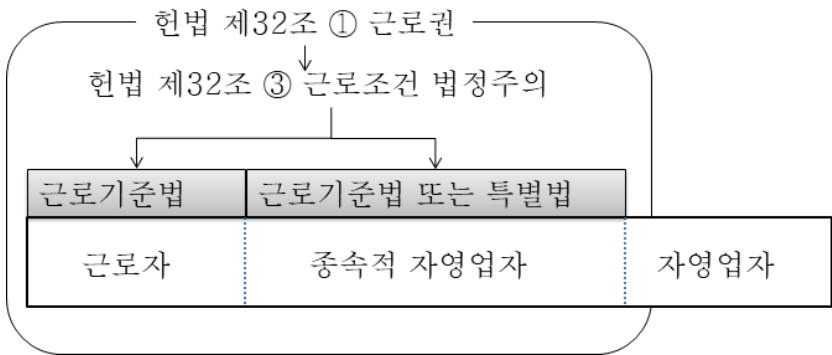 헌법 제32조 ① 근로권
헌법 제32조 ③ 근로조건 법정주의
근로기준법 근로기준법 또는 특별법
근로자 종속적 자영업자 자영업자